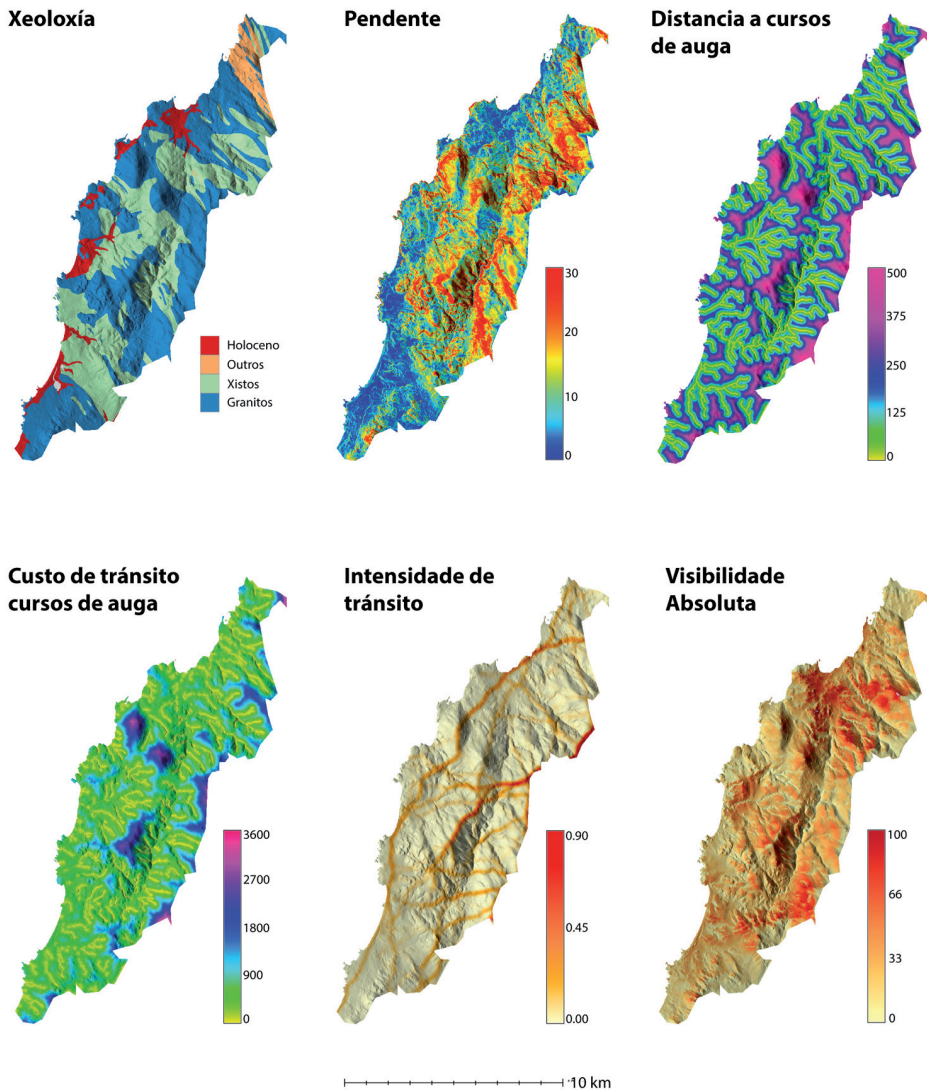 Xeoloxía
Pendente
Distancia a cursos
de auga
Holoceno
Outros
Xistos
Granitos
30
20
10
0
500
375
250
125
0
Custo de tránsito
cursos de auga
Intensidade de
tránsito
Visibilidade
Absoluta
3600
2700
1800
900
0
0.90
0.45
0.00
100
66
33
0
10 km